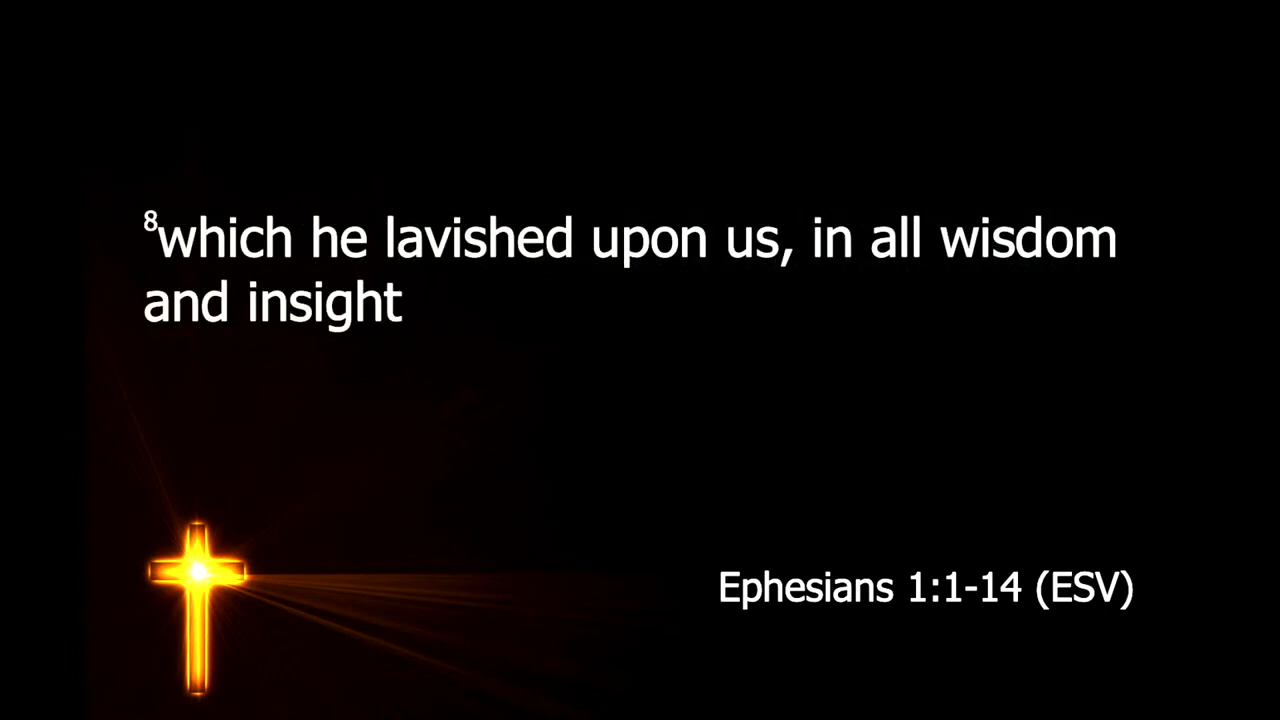 ⁸which he lavished upon us, in all wisdom
and insight
Ephesians 1:1-14 (ESV)